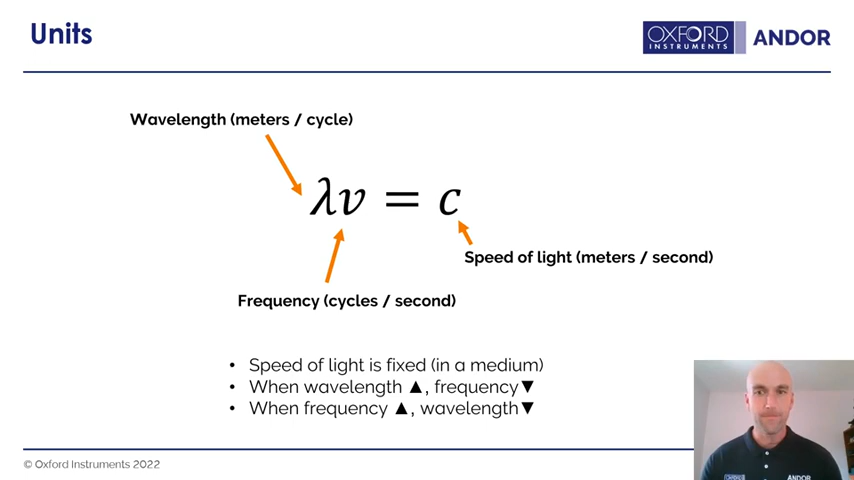 Units
OXFORD
INSTRUMENTS
ANDOR
Wavelength (meters / cycle)
λν = c
Speed of light (meters / second)
Frequency (cycles / second)
• Speed of light is fixed (in a medium)
• When wavelength ▲, frequency▼
• When frequency ▲, wavelength▼
© Oxford Instruments 2022
ANDOR